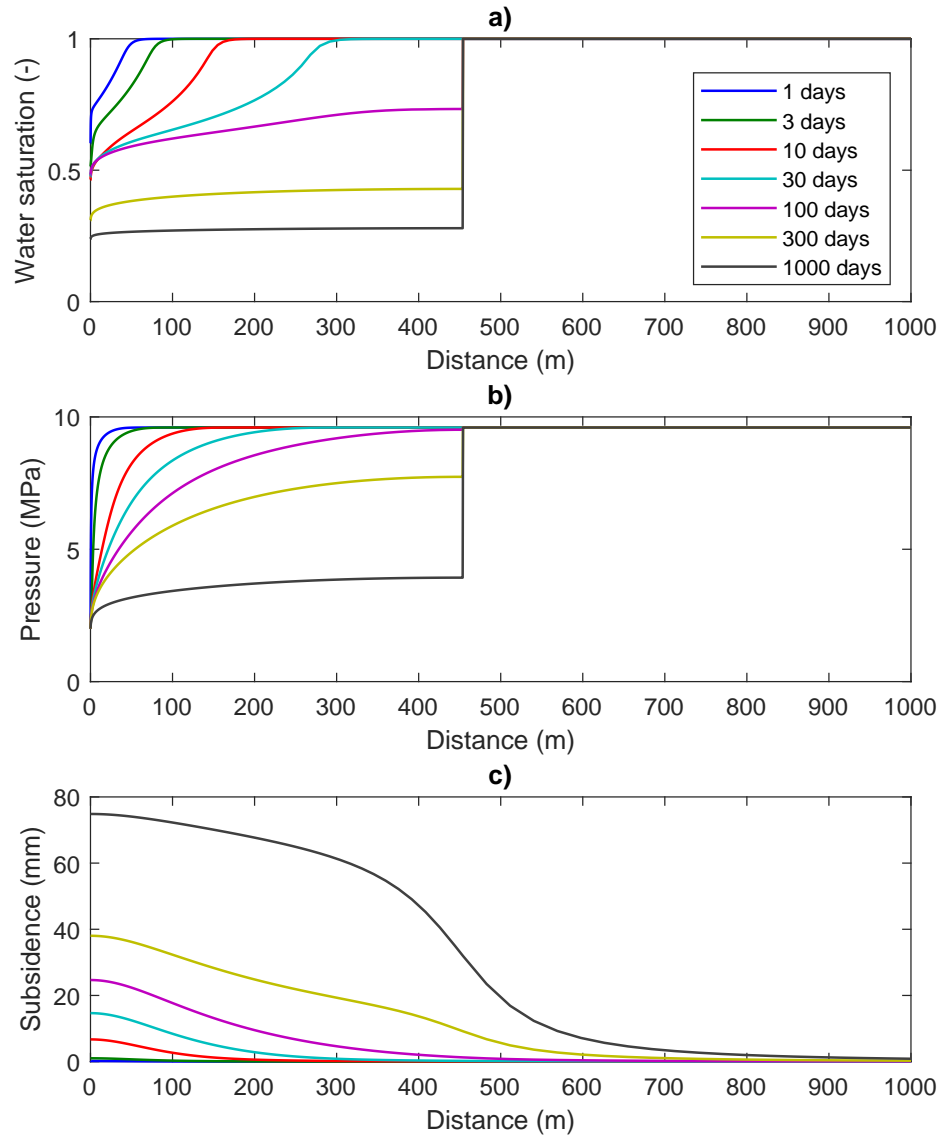 a)
Water saturation (-)
1
0.5
0
1 days
3 days
10 days
30 days
100 days
300 days
1000 days
0 100 200 300 400 500 600 700 800 900 1000
Distance (m)
b)
Pressure (MPa)
10
5
0
0 100 200 300 400 500 600 700 800 900 1000
Distance (m)
c)
Subsidence (mm)
80
60
40
20
0
0 100 200 300 400 500 600 700 800 900 1000
Distance (m)